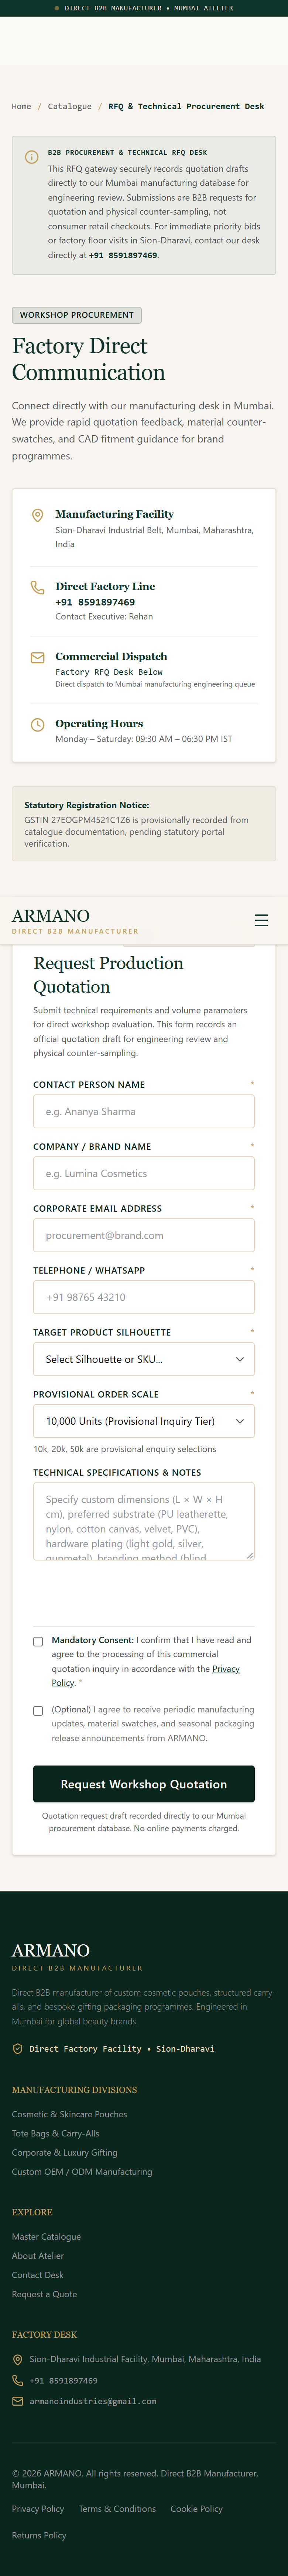 DIRECT B2B MANUFACTURER • MUMBAI ATELIER
Home / Catalogue / RFQ & Technical Procurement Desk
B2B PROCUREMENT & TECHNICAL RFQ DESK
This RFQ gateway securely records quotation drafts
directly to our Mumbai manufacturing database for
engineering review. Submissions are B2B requests for
quotation and physical counter-sampling, not
consumer retail checkouts. For immediate priority bids
or factory floor visits in Sion-Dharavi, contact our desk
directly at +91 8591897469.
WORKSHOP PROCUREMENT
Factory Direct
Communication
Connect directly with our manufacturing desk in Mumbai.
We provide rapid quotation feedback, material counter-
swatches, and CAD fitment guidance for brand
programmes.
Manufacturing Facility
Sion-Dharavi Industrial Belt, Mumbai, Maharashtra,
India
Direct Factory Line
+91 8591897469
Contact Executive: Rehan
Commercial Dispatch
Factory RFQ Desk Below
Direct dispatch to Mumbai manufacturing engineering queue
Operating Hours
Monday – Saturday: 09:30 AM – 06:30 PM IST
Statutory Registration Notice:
GSTIN 27EOGPM4521C1Z6 is provisionally recorded from
catalogue documentation, pending statutory portal
verification.
ARMANO
DIRECT B2B MANUFACTURER
Request Production
Quotation
Submit technical requirements and volume parameters
for direct workshop evaluation. This form records an
official quotation draft for engineering review and
physical counter-sampling.
CONTACT PERSON NAME *
e.g. Ananya Sharma
COMPANY / BRAND NAME *
e.g. Lumina Cosmetics
CORPORATE EMAIL ADDRESS *
procurement@brand.com
TELEPHONE / WHATSAPP *
+91 98765 43210
TARGET PRODUCT SILHOUETTE *
Select Silhouette or SKU...
PROVISIONAL ORDER SCALE *
10,000 Units (Provisional Inquiry Tier)
10k, 20k, 50k are provisional enquiry selections
TECHNICAL SPECIFICATIONS & NOTES
Specify custom dimensions (L × W × H
cm), preferred substrate (PU leatherette,
nylon, cotton canvas, velvet, PVC),
hardware plating (light gold, silver,
gunmetal), branding method (blind
Mandatory Consent: I confirm that I have read and
agree to the processing of this commercial
quotation inquiry in accordance with the Privacy
Policy. *
(Optional) I agree to receive periodic manufacturing
updates, material swatches, and seasonal packaging
release announcements from ARMANO.
Request Workshop Quotation
Quotation request draft recorded directly to our Mumbai
procurement database. No online payments charged.
ARMANO
DIRECT B2B MANUFACTURER
Direct B2B manufacturer of custom cosmetic pouches, structured carry-
alls, and bespoke gifting packaging programmes. Engineered in
Mumbai for global beauty brands.
Direct Factory Facility • Sion-Dharavi
MANUFACTURING DIVISIONS
Cosmetic & Skincare Pouches
Tote Bags & Carry-Alls
Corporate & Luxury Gifting
Custom OEM / ODM Manufacturing
EXPLORE
Master Catalogue
About Atelier
Contact Desk
Request a Quote
FACTORY DESK
Sion-Dharavi Industrial Facility, Mumbai, Maharashtra, India
+91 8591897469
armanoindustries@gmail.com
© 2026 ARMANO. All rights reserved. Direct B2B Manufacturer,
Mumbai.
Privacy Policy Terms & Conditions Cookie Policy
Returns Policy